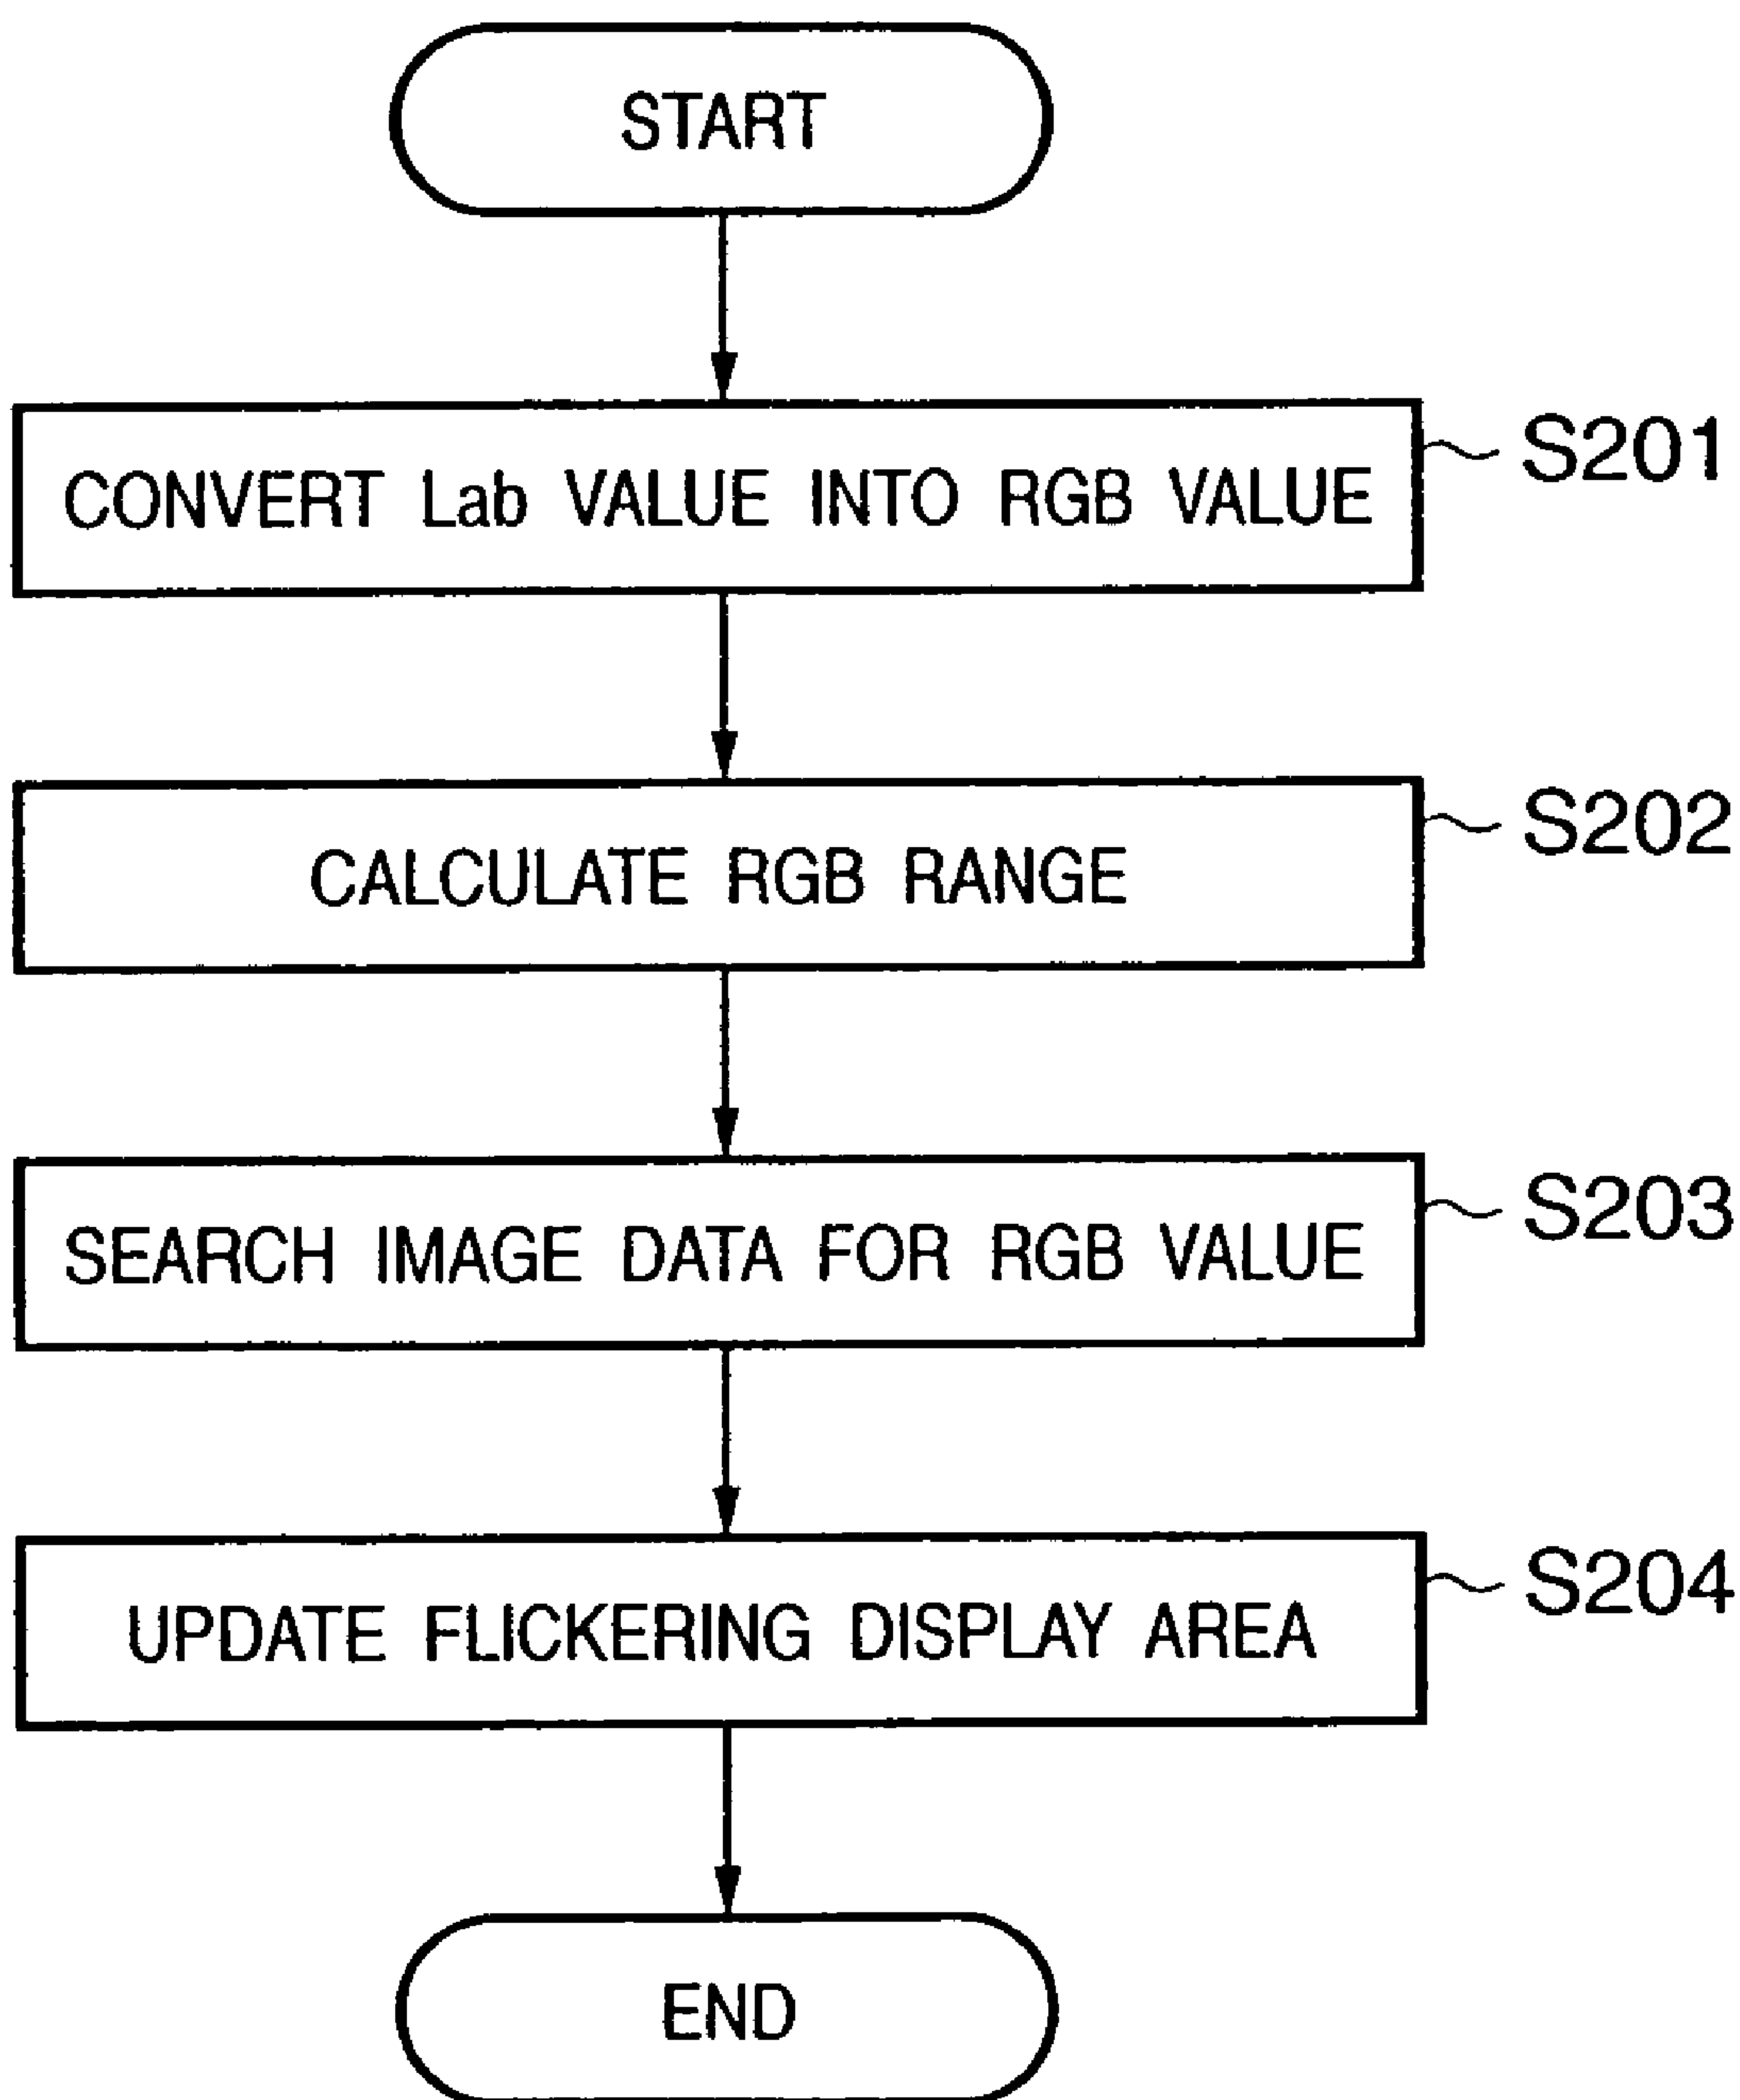 START
CONVERT Lab VALUE INTO RGB VALUE
S201
CALCULATE RGB RANGE
S202
SEARCH IMAGE DATA FOR RGB VALUE
S203
UPDATE FLICKERING DISPLAY AREA
S204
END